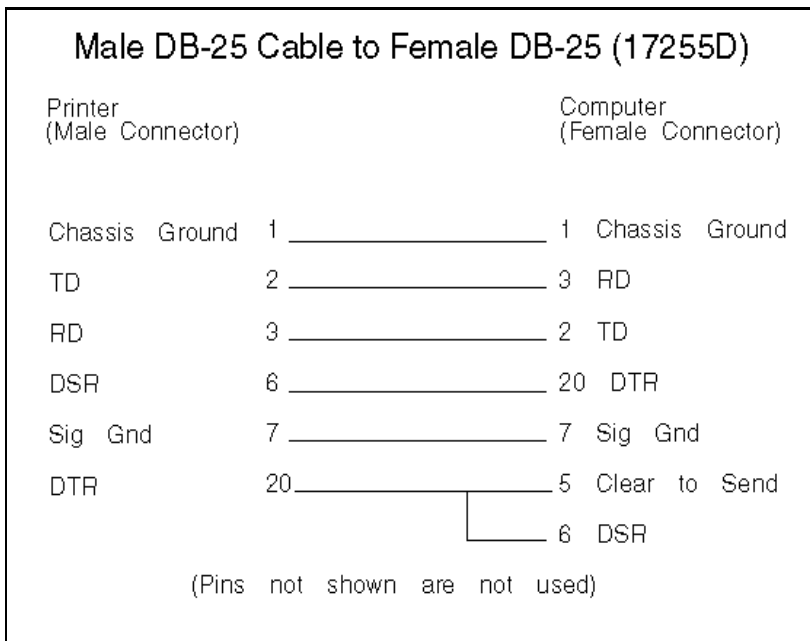 Male DB-25 Cable to Female DB-25 (17255D)
Printer
(Male Connector)
Computer
(Female Connector)
Chassis Ground 1 1 Chassis Ground
TD 2 3 RD
RD 3 2 TD
DSR 6 20 DTR
Sig Gnd 7 7 Sig Gnd
DTR 20 5 Clear to Send
6 DSR
(Pins not shown are not used)